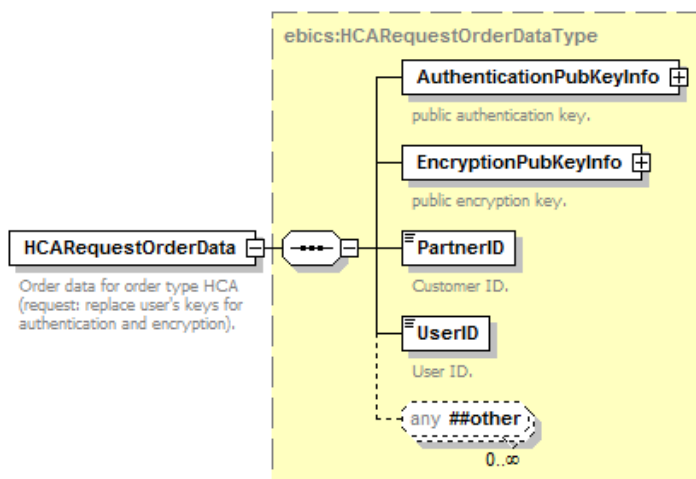 ebics:HCARequestOrderDataType
AuthenticationPubKeyInfo
public authentication key.
EncryptionPubKeyInfo
public encryption key.
HCARequestOrderData
Order data for order type HCA
(request: replace user's keys for
authentication and encryption).
PartnerID
Customer ID.
UserID
User ID.
any ##other
0..∞